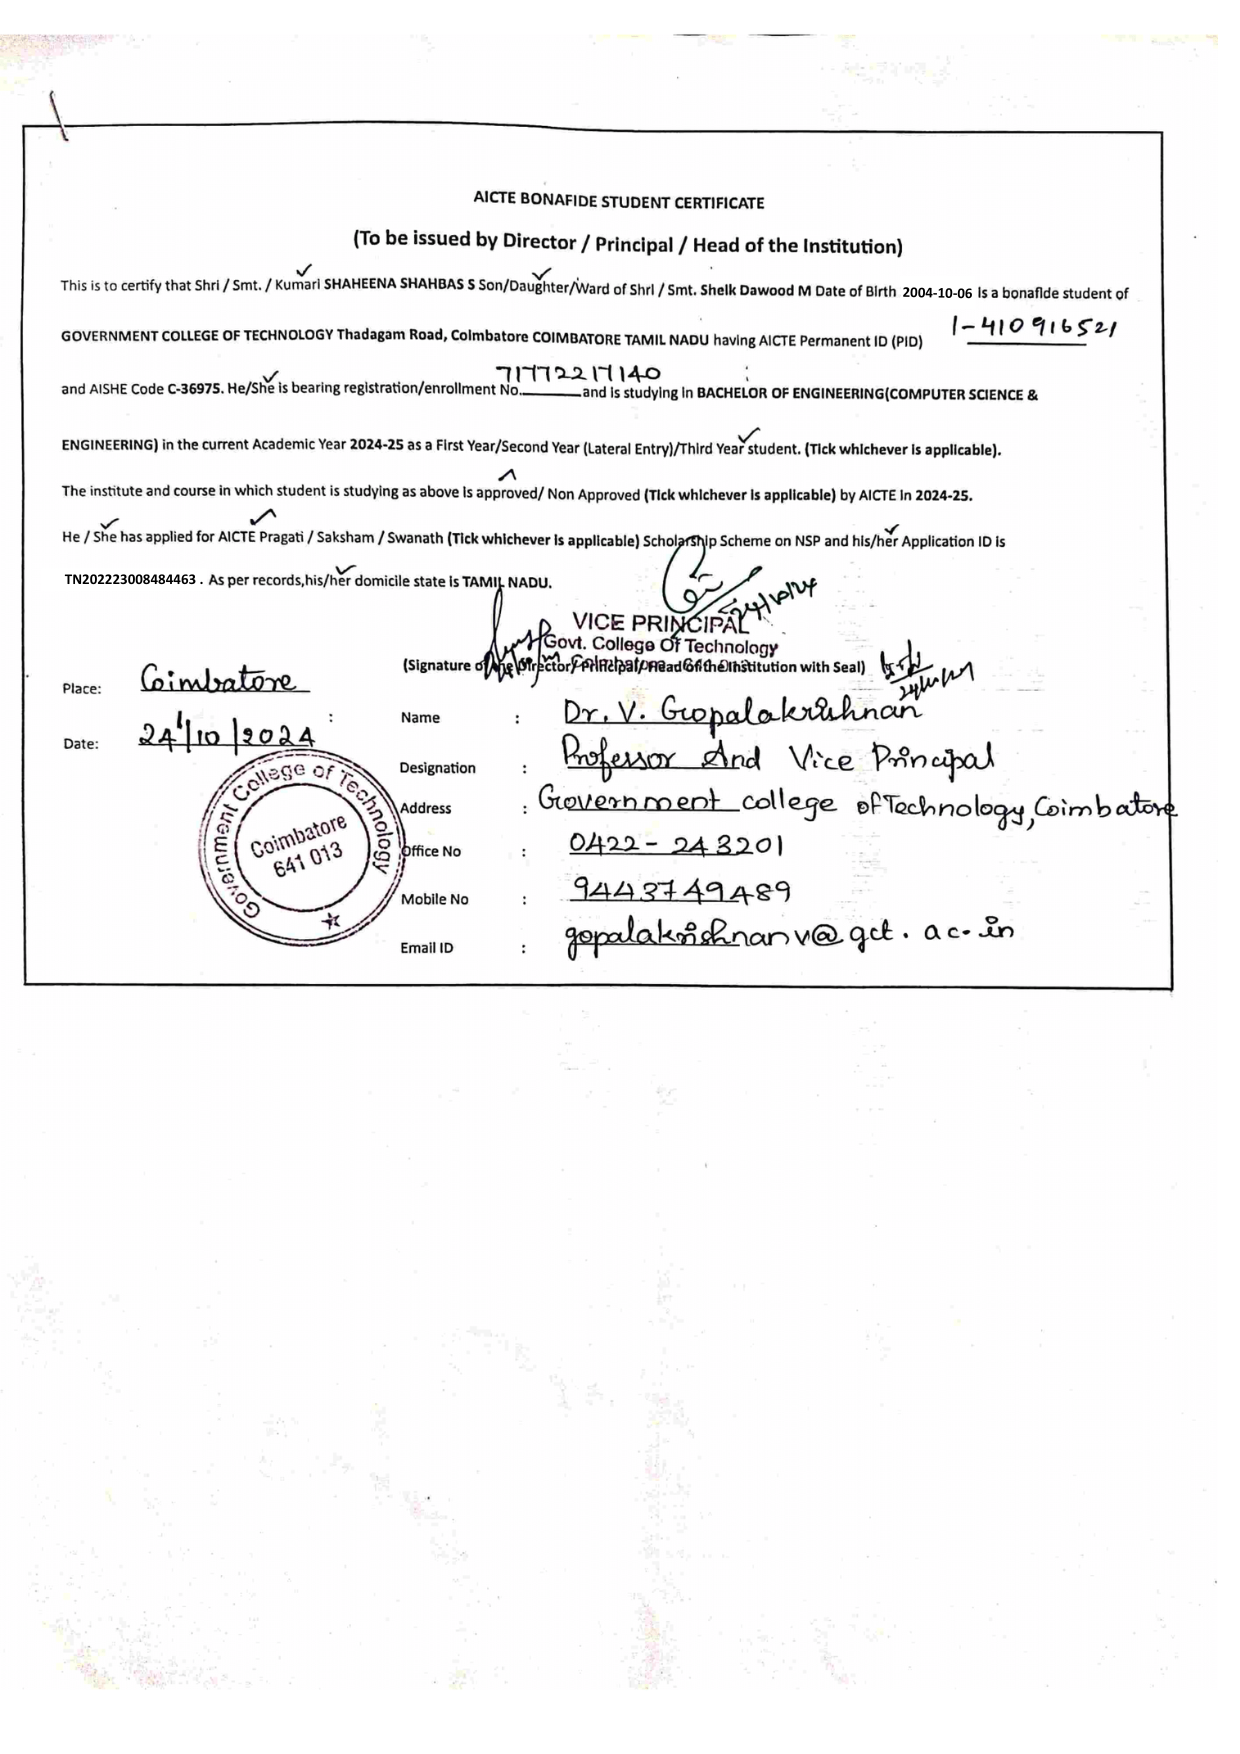 AICTE BONAFIDE STUDENT CERTIFICATE
(To be issued by Director / Principal / Head of the Institution)
This is to certify that Shri / Smt. / Kumari SHAHEENA SHAHBAS S Son/Daughter/Ward of Shri / Smt. Sheik Dawood M Date of Birth 2004-10-06 is a bonafide student of
GOVERNMENT COLLEGE OF TECHNOLOGY Thadagam Road, Coimbatore COIMBATORE TAMIL NADU having AICTE Permanent ID (PID) 1-410916521
and AISHE Code C-36975. He/She is bearing registration/enrollment No. 71772217140 and is studying in BACHELOR OF ENGINEERING(COMPUTER SCIENCE &
ENGINEERING) in the current Academic Year 2024-25 as a First Year/Second Year (Lateral Entry)/Third Year student. (Tick whichever is applicable).
The institute and course in which student is studying as above is approved/ Non Approved (Tick whichever is applicable) by AICTE in 2024-25.
He / She has applied for AICTE Pragati / Saksham / Swanath (Tick whichever is applicable) Scholarship Scheme on NSP and his/her Application ID is
TN202223008484463 . As per records,his/her domicile state is TAMIL NADU.
24/10/24
VICE PRINCIPAL
Govt. College Of Technology
(Signature of the Director/ Principal/ Head of the Institution with Seal)
Place: Coimbatore
Name : Dr. V. Gopalakrishnan
Date: 24/10/2024
Designation : Professor And Vice Principal
Address : Government college of Technology, Coimbatore
Office No : 0422-243201
Mobile No : 9443749489
Email ID : gopalakrishnanv@gct.ac.in
Government College of Technology
Coimbatore
641 013